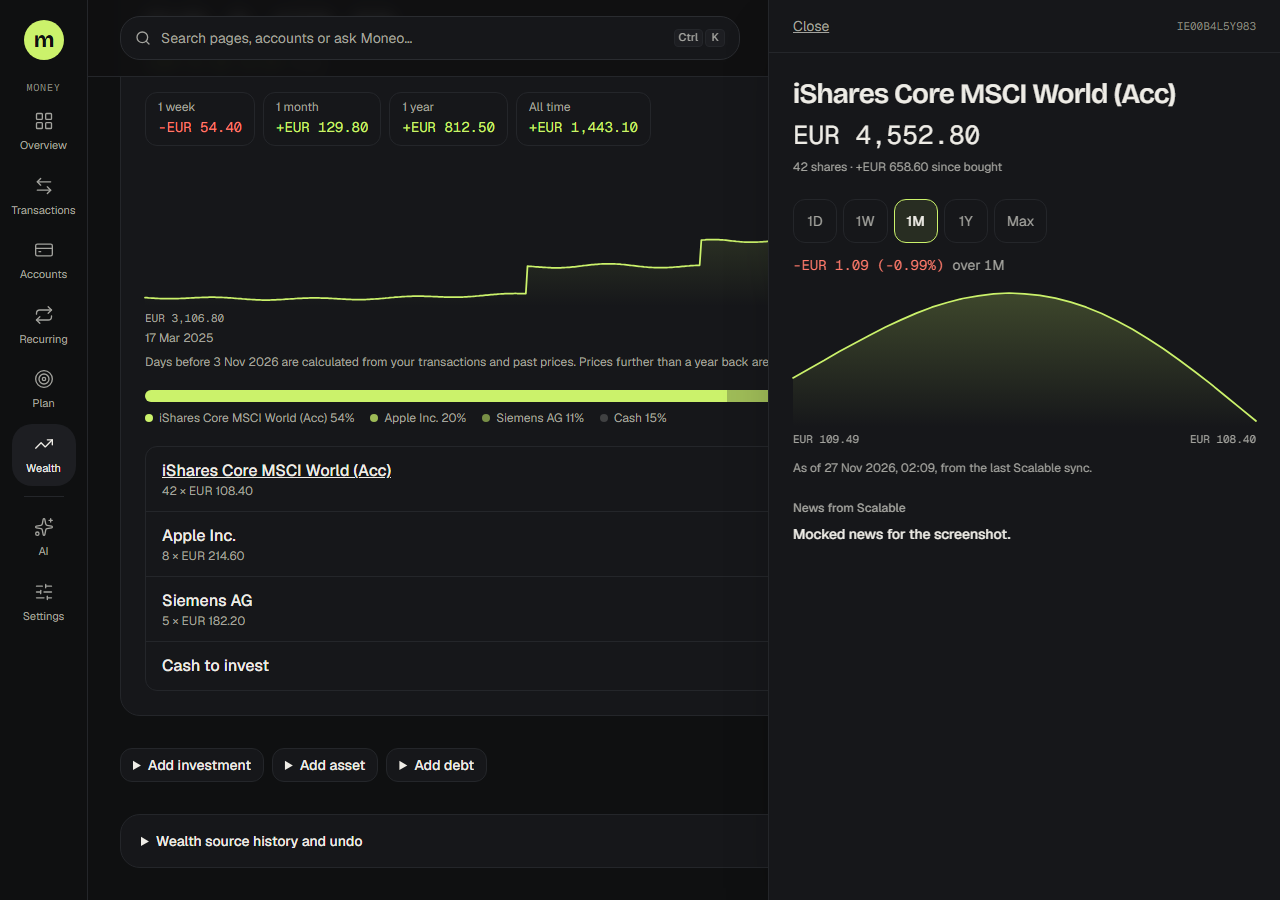 m
MONEY
Overview
Transactions
Accounts
Recurring
Plan
Wealth
AI
Settings
Search pages, accounts or ask Moneo... Ctrl K
1 week 1 month 1 year All time
-EUR 54.40 +EUR 129.80 +EUR 812.50 +EUR 1,443.10
EUR 3,106.80
17 Mar 2025
Days before 3 Nov 2026 are calculated from your transactions and past prices. Prices further than a year back are
iShares Core MSCI World (Acc) 54% Apple Inc. 20% Siemens AG 11% Cash 15%
iShares Core MSCI World (Acc)
42 × EUR 108.40
Apple Inc.
8 × EUR 214.60
Siemens AG
5 × EUR 182.20
Cash to invest
Add investment Add asset Add debt
Wealth source history and undo
Close IE00B4L5Y983
iShares Core MSCI World (Acc)
EUR 4,552.80
42 shares · +EUR 658.60 since bought
1D 1W 1M 1Y Max
-EUR 1.09 (-0.99%) over 1M
EUR 109.49 EUR 108.40
As of 27 Nov 2026, 02:09, from the last Scalable sync.
News from Scalable
Mocked news for the screenshot.